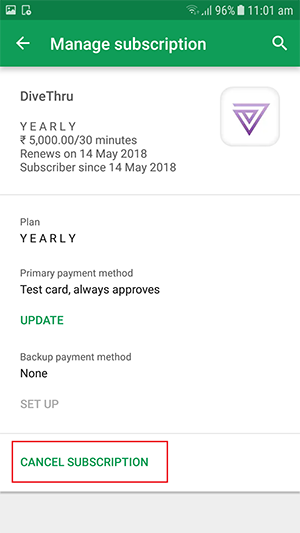 96% 11:01 am
Manage subscription
DiveThru
Y E A R L Y
₹ 5,000.00/30 minutes
Renews on 14 May 2018
Subscriber since 14 May 2018
Plan
Y E A R L Y
Primary payment method
Test card, always approves
UPDATE
Backup payment method
None
SET UP
CANCEL SUBSCRIPTION